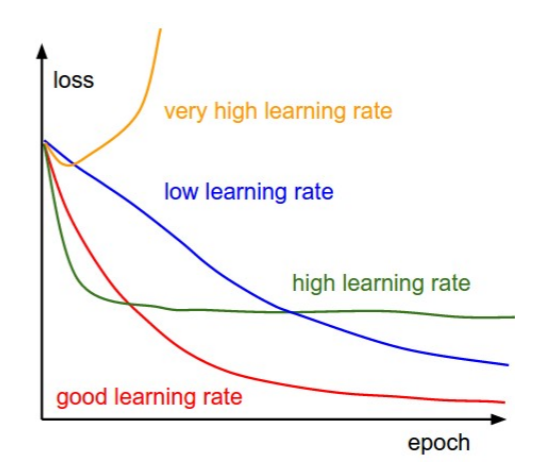 loss
very high learning rate
low learning rate
high learning rate
good learning rate
epoch